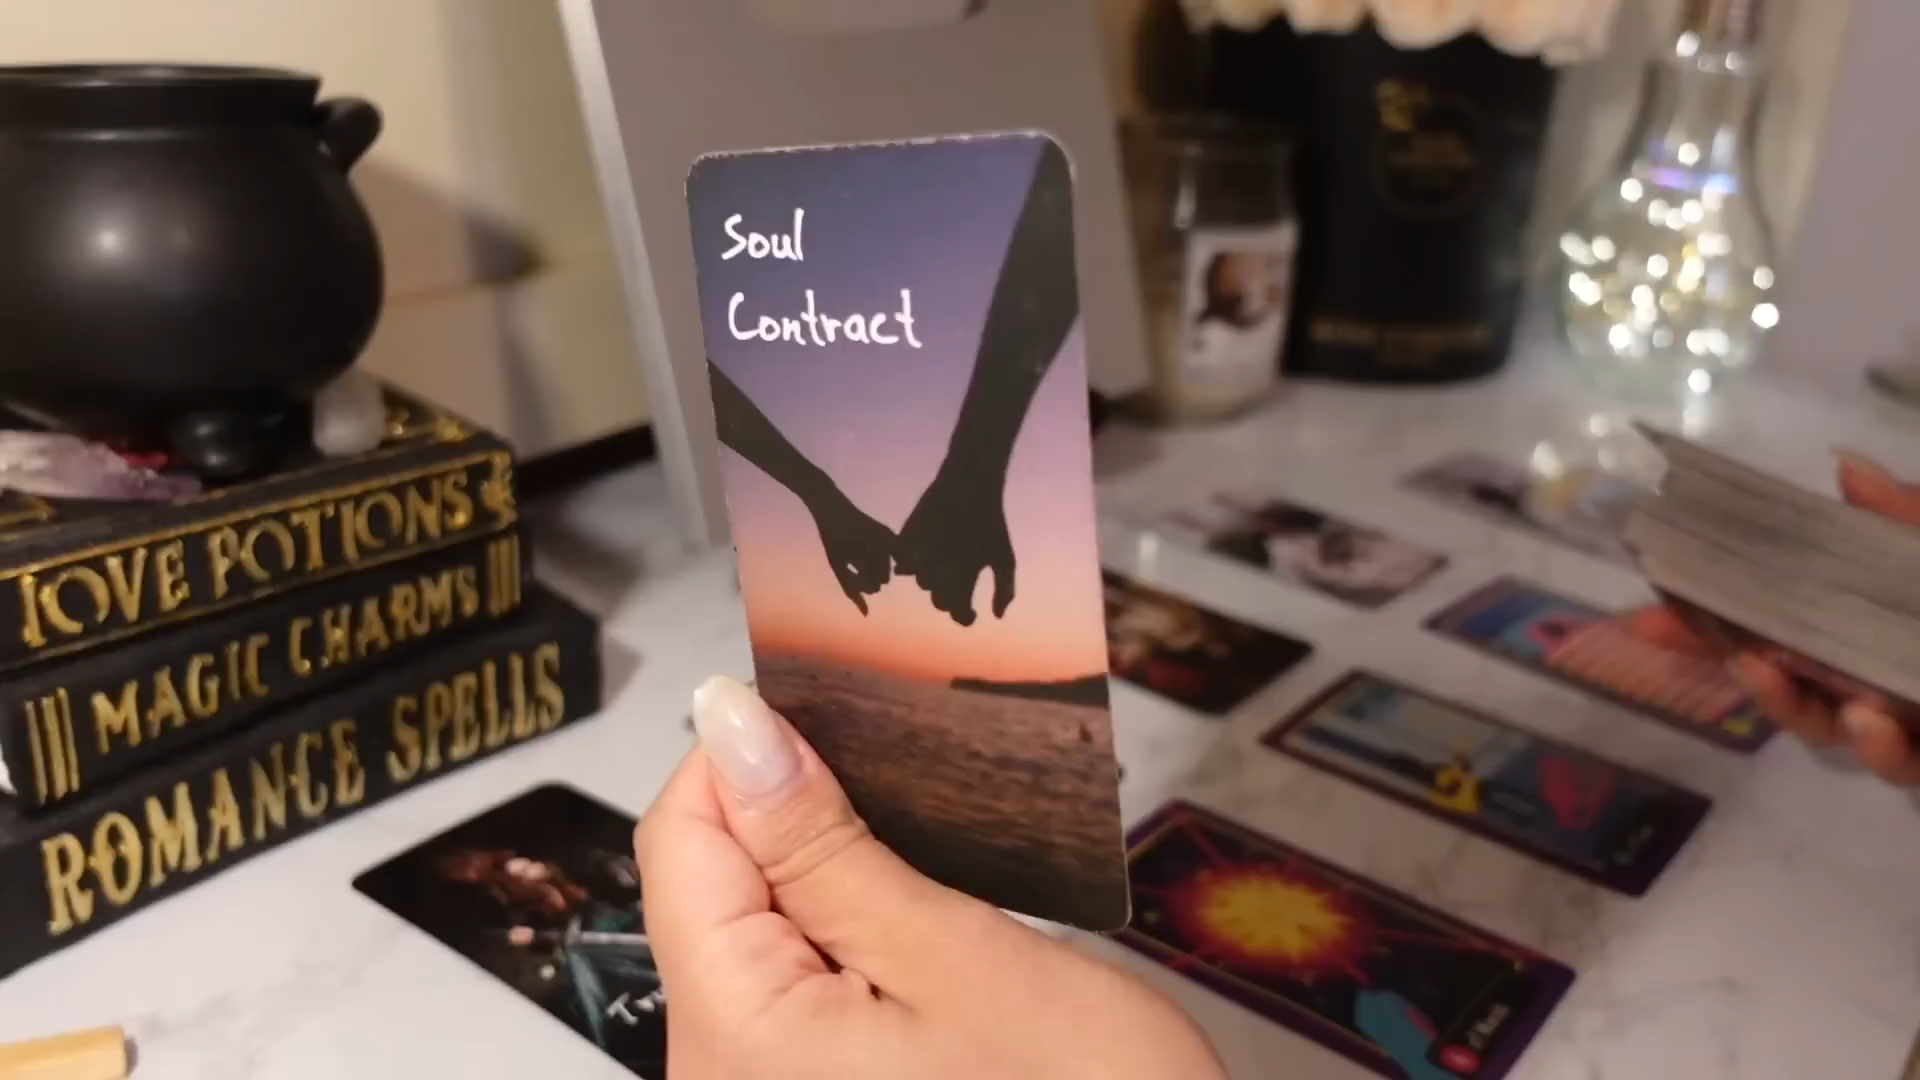 Soul
Contract
LOVE POTIONS
MAGIC CHARMS
ROMANCE SPELLS